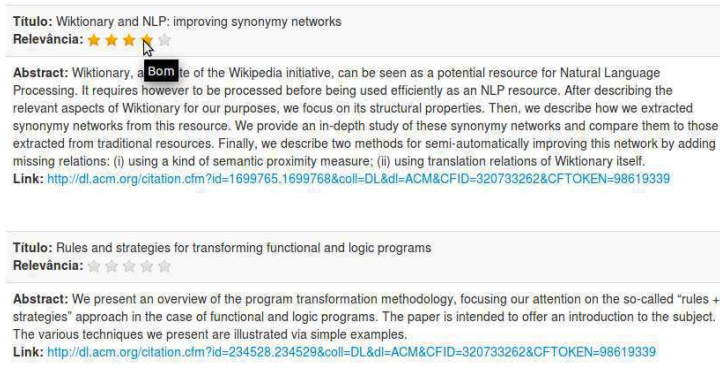 Título: Wiktionary and NLP: improving synonymy networks
Relevância:
Bom
Abstract: Wiktionary, a te of the Wikipedia initiative, can be seen as a potential resource for Natural Language
Processing. It requires however to be processed before being used efficiently as an NLP resource. After describing the
relevant aspects of Wiktionary for our purposes, we focus on its structural properties. Then, we describe how we extracted
synonymy networks from this resource. We provide an in-depth study of these synonymy networks and compare them to those
extracted from traditional resources. Finally, we describe two methods for semi-automatically improving this network by adding
missing relations: (i) using a kind of semantic proximity measure; (ii) using translation relations of Wiktionary itself.
Link: http://dl.acm.org/citation.cfm?id=1699765.1699768&coll=DL&dl=ACM&CFID=320733262&CFTOKEN=98619339
Título: Rules and strategies for transforming functional and logic programs
Relevância:
Abstract: We present an overview of the program transformation methodology, focusing our attention on the so-called “rules +
strategies” approach in the case of functional and logic programs. The paper is intended to offer an introduction to the subject.
The various techniques we present are illustrated via simple examples.
Link: http://dl.acm.org/citation.cfm?id=234528.234529&coll=DL&dl=ACM&CFID=320733262&CFTOKEN=98619339